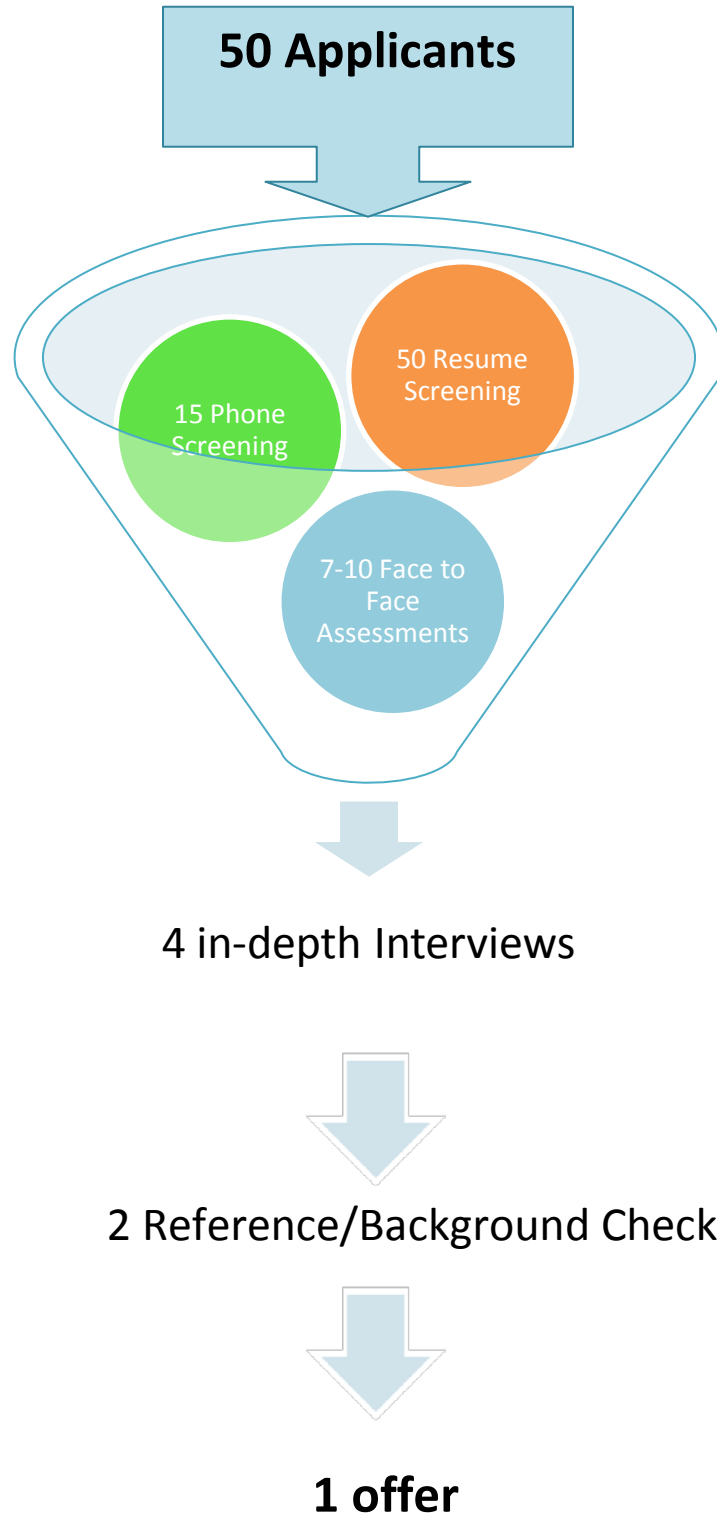 50 Applicants
50 Resume
Screening
15 Phone
Screening
7-10 Face to
Face
Assessments
4 in-depth Interviews
2 Reference/Background Check
1 offer